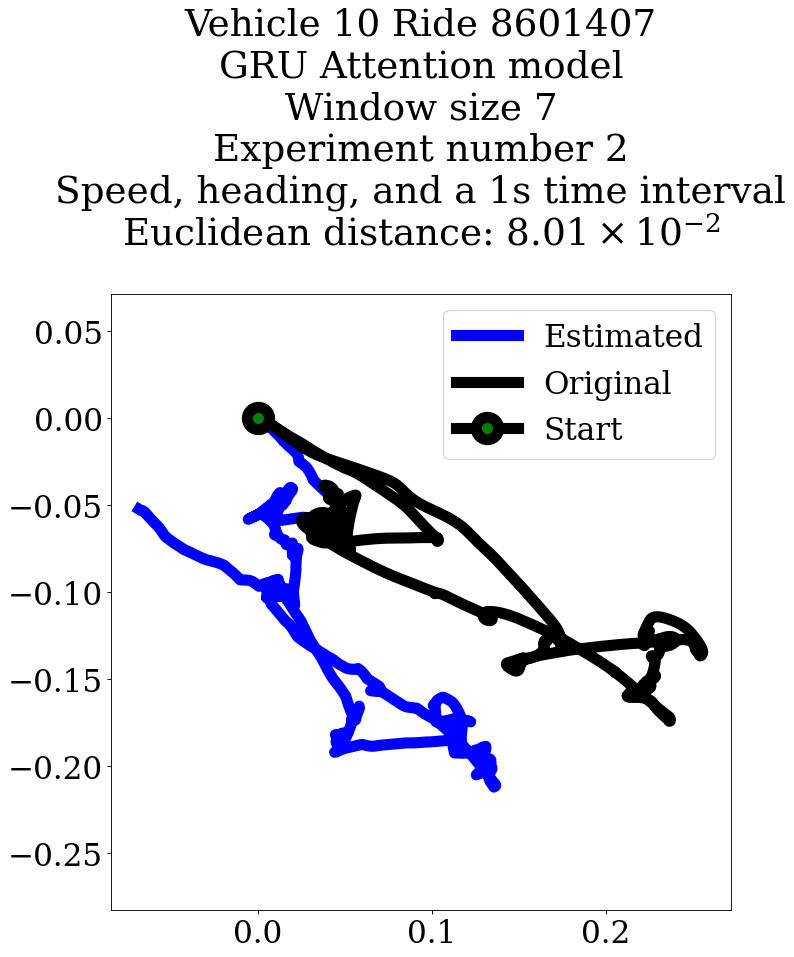 Vehicle 10 Ride 8601407
GRU Attention model
Window size 7
Experiment number 2
Speed, heading, and a 1s time interval
Euclidean distance: 8.01 × 10⁻²
Estimated
Original
Start
0.05
0.00
−0.05
−0.10
−0.15
−0.20
−0.25
0.0 0.1 0.2